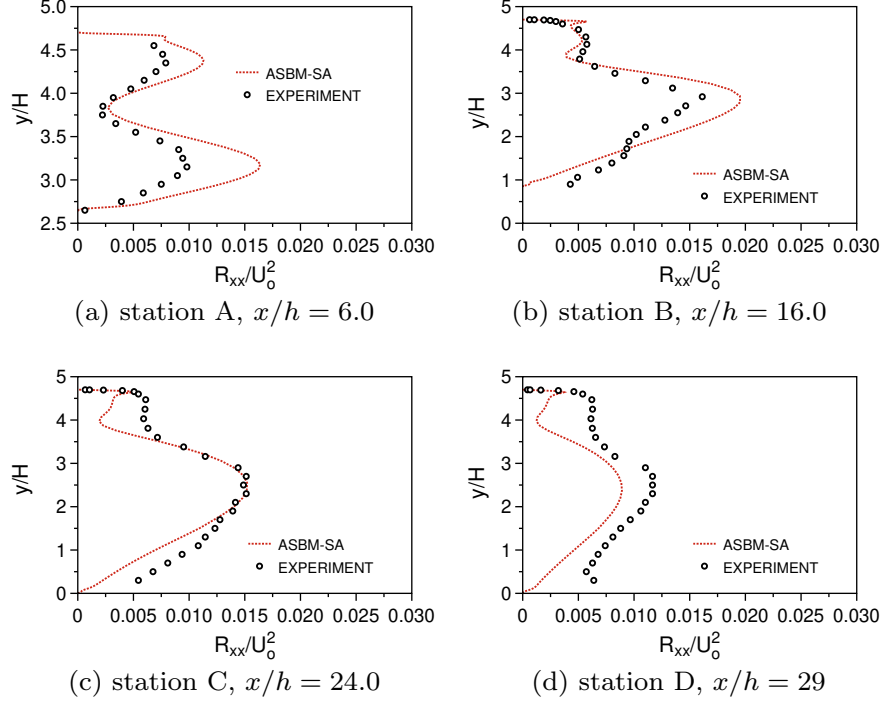 5.0
4.5
4.0
3.5
3.0
2.5
y/H
0.000 0.005 0.010 0.015 0.020 0.025 0.030
R_xx/U_o^2
ASBM-SA
EXPERIMENT
(a) station A, x/h = 6.0
5
4
3
2
1
0
y/H
0.000 0.005 0.010 0.015 0.020 0.025 0.030
R_xx/U_o^2
ASBM-SA
EXPERIMENT
(b) station B, x/h = 16.0
5
4
3
2
1
0
y/H
0.000 0.005 0.010 0.015 0.020 0.025 0.030
R_xx/U_o^2
ASBM-SA
EXPERIMENT
(c) station C, x/h = 24.0
5
4
3
2
1
0
y/H
0.000 0.005 0.010 0.015 0.020 0.025 0.030
R_xx/U_o^2
ASBM-SA
EXPERIMENT
(d) station D, x/h = 29